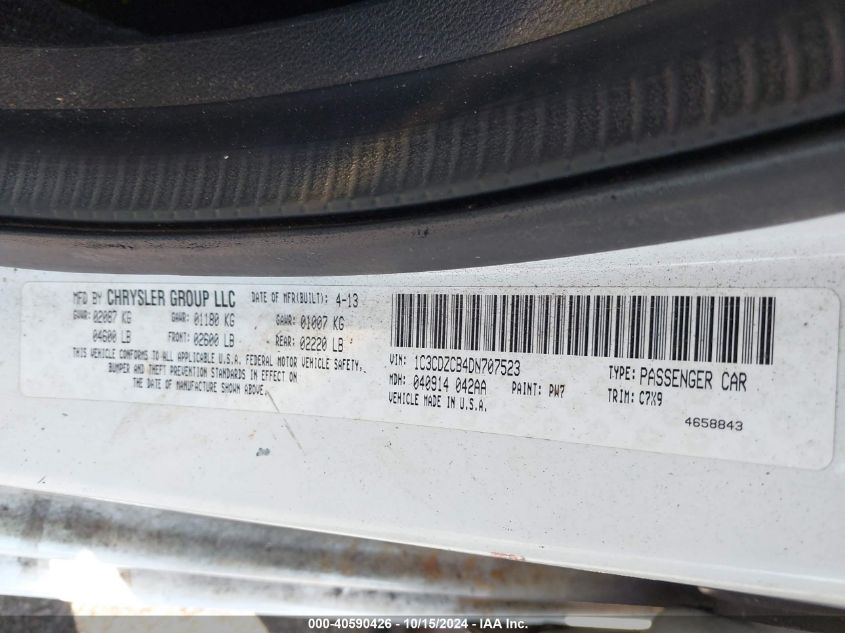 MFD BY CHRYSLER GROUP LLC DATE OF MFR(BUILT): 4-13
GVWR: 02087 KG GAWR: 01180 KG GAWR: 01007 KG
04600 LB FRONT: 02600 LB REAR: 02220 LB
THIS VEHICLE CONFORMS TO ALL APPLICABLE U.S.A. FEDERAL MOTOR VEHICLE SAFETY,
BUMPER AND THEFT PREVENTION STANDARDS IN EFFECT ON
THE DATE OF MANUFACTURE SHOWN ABOVE.
VIN: 1C3CDZCB4DN707523 TYPE: PASSENGER CAR
MDH: 040914 042AA PAINT: PW7 TRIM: C7X9
VEHICLE MADE IN U.S.A.
4658843
000-40590426 - 10/15/2024 - IAA Inc.